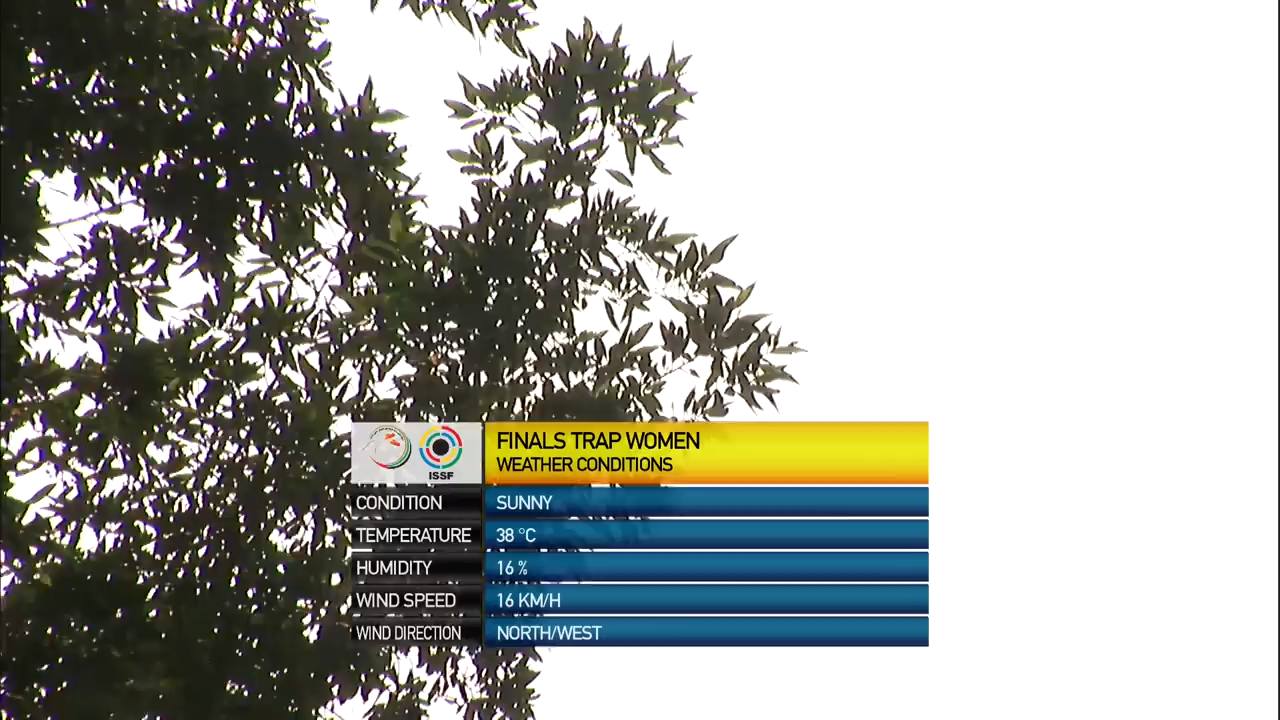 FINALS TRAP WOMEN
WEATHER CONDITIONS
ISSF
CONDITION SUNNY
TEMPERATURE 38 °C
HUMIDITY 16 %
WIND SPEED 16 KM/H
WIND DIRECTION NORTH/WEST